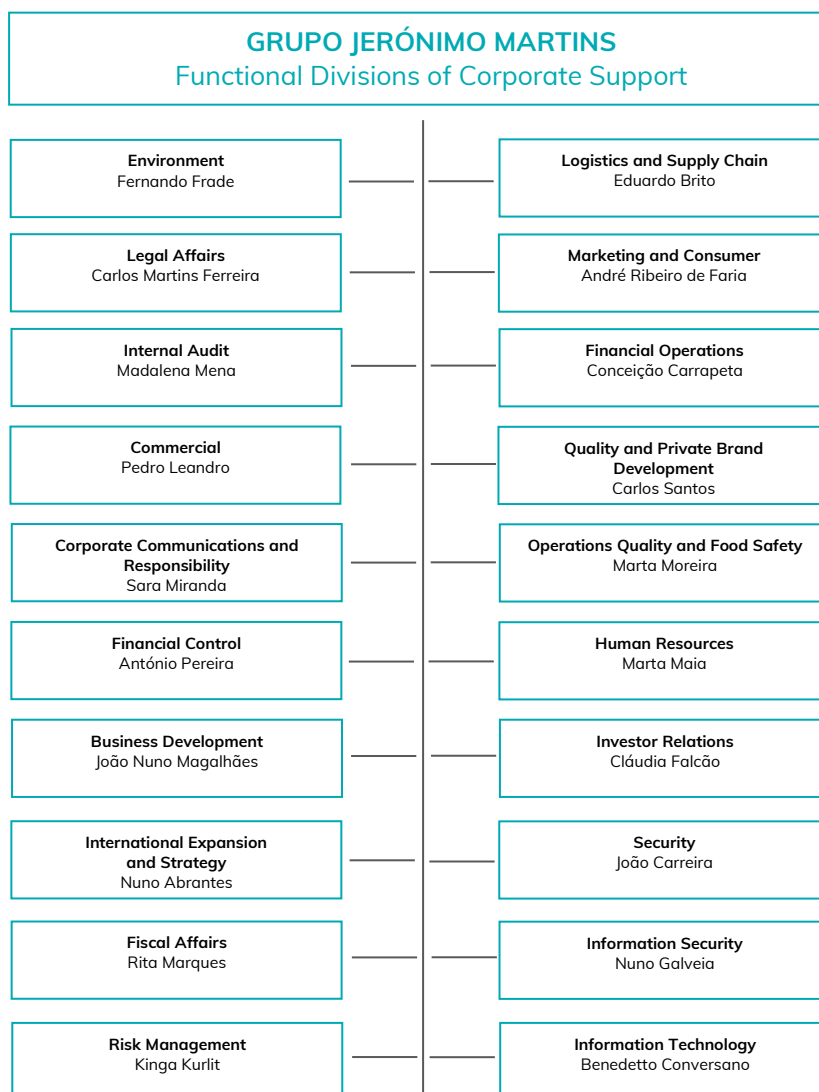 GRUPO JERÓNIMO MARTINS
Functional Divisions of Corporate Support
Environment
Fernando Frade
Logistics and Supply Chain
Eduardo Brito
Legal Affairs
Carlos Martins Ferreira
Marketing and Consumer
André Ribeiro de Faria
Internal Audit
Madalena Mena
Financial Operations
Conceição Carrapeta
Commercial
Pedro Leandro
Quality and Private Brand
Development
Carlos Santos
Corporate Communications and
Responsibility
Sara Miranda
Operations Quality and Food Safety
Marta Moreira
Financial Control
António Pereira
Human Resources
Marta Maia
Business Development
João Nuno Magalhães
Investor Relations
Cláudia Falcão
International Expansion
and Strategy
Nuno Abrantes
Security
João Carreira
Fiscal Affairs
Rita Marques
Information Security
Nuno Galveia
Risk Management
Kinga Kurlit
Information Technology
Benedetto Conversano